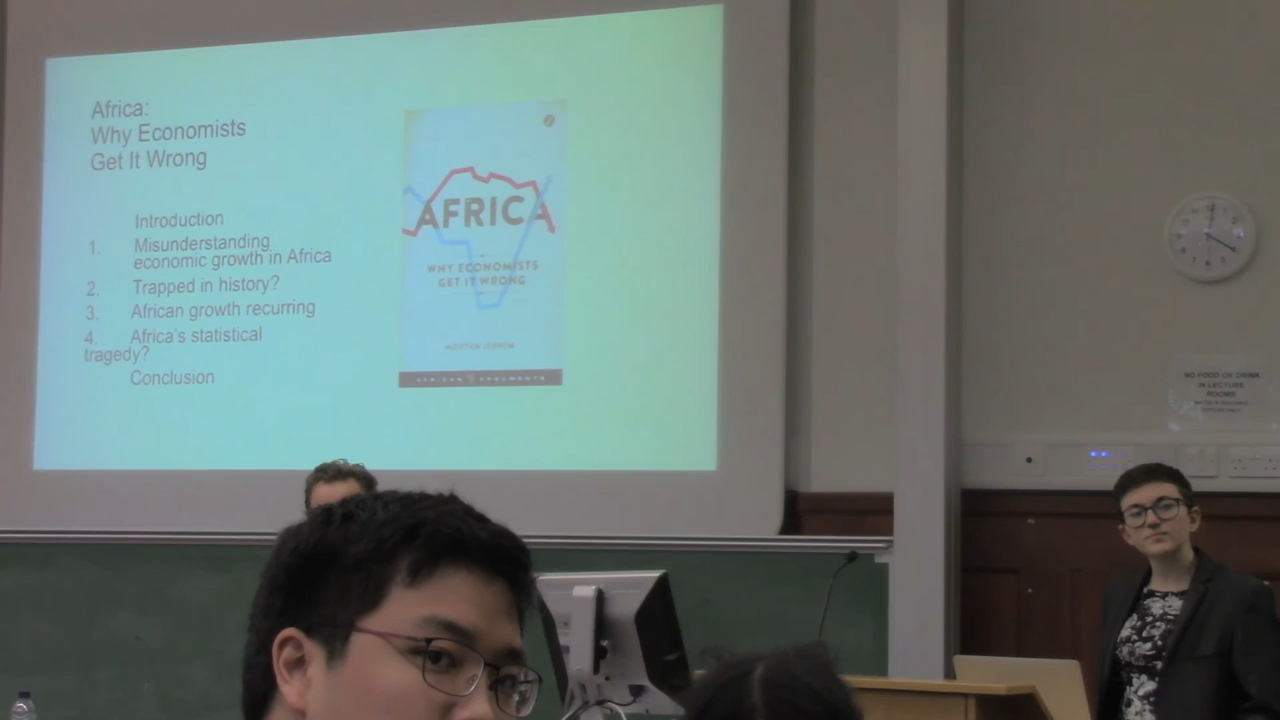 Africa:
Why Economists
Get It Wrong
Introduction
1. Misunderstanding
economic growth in Africa
2. Trapped in history?
3. African growth recurring
4. Africa's statistical
tragedy?
Conclusion
AFRICA
WHY ECONOMISTS
GET IT WRONG
MORTEN JERVEN
AFRICAN ARGUMENTS
NO FOOD OR DRINK
IN LECTURE
ROOMS